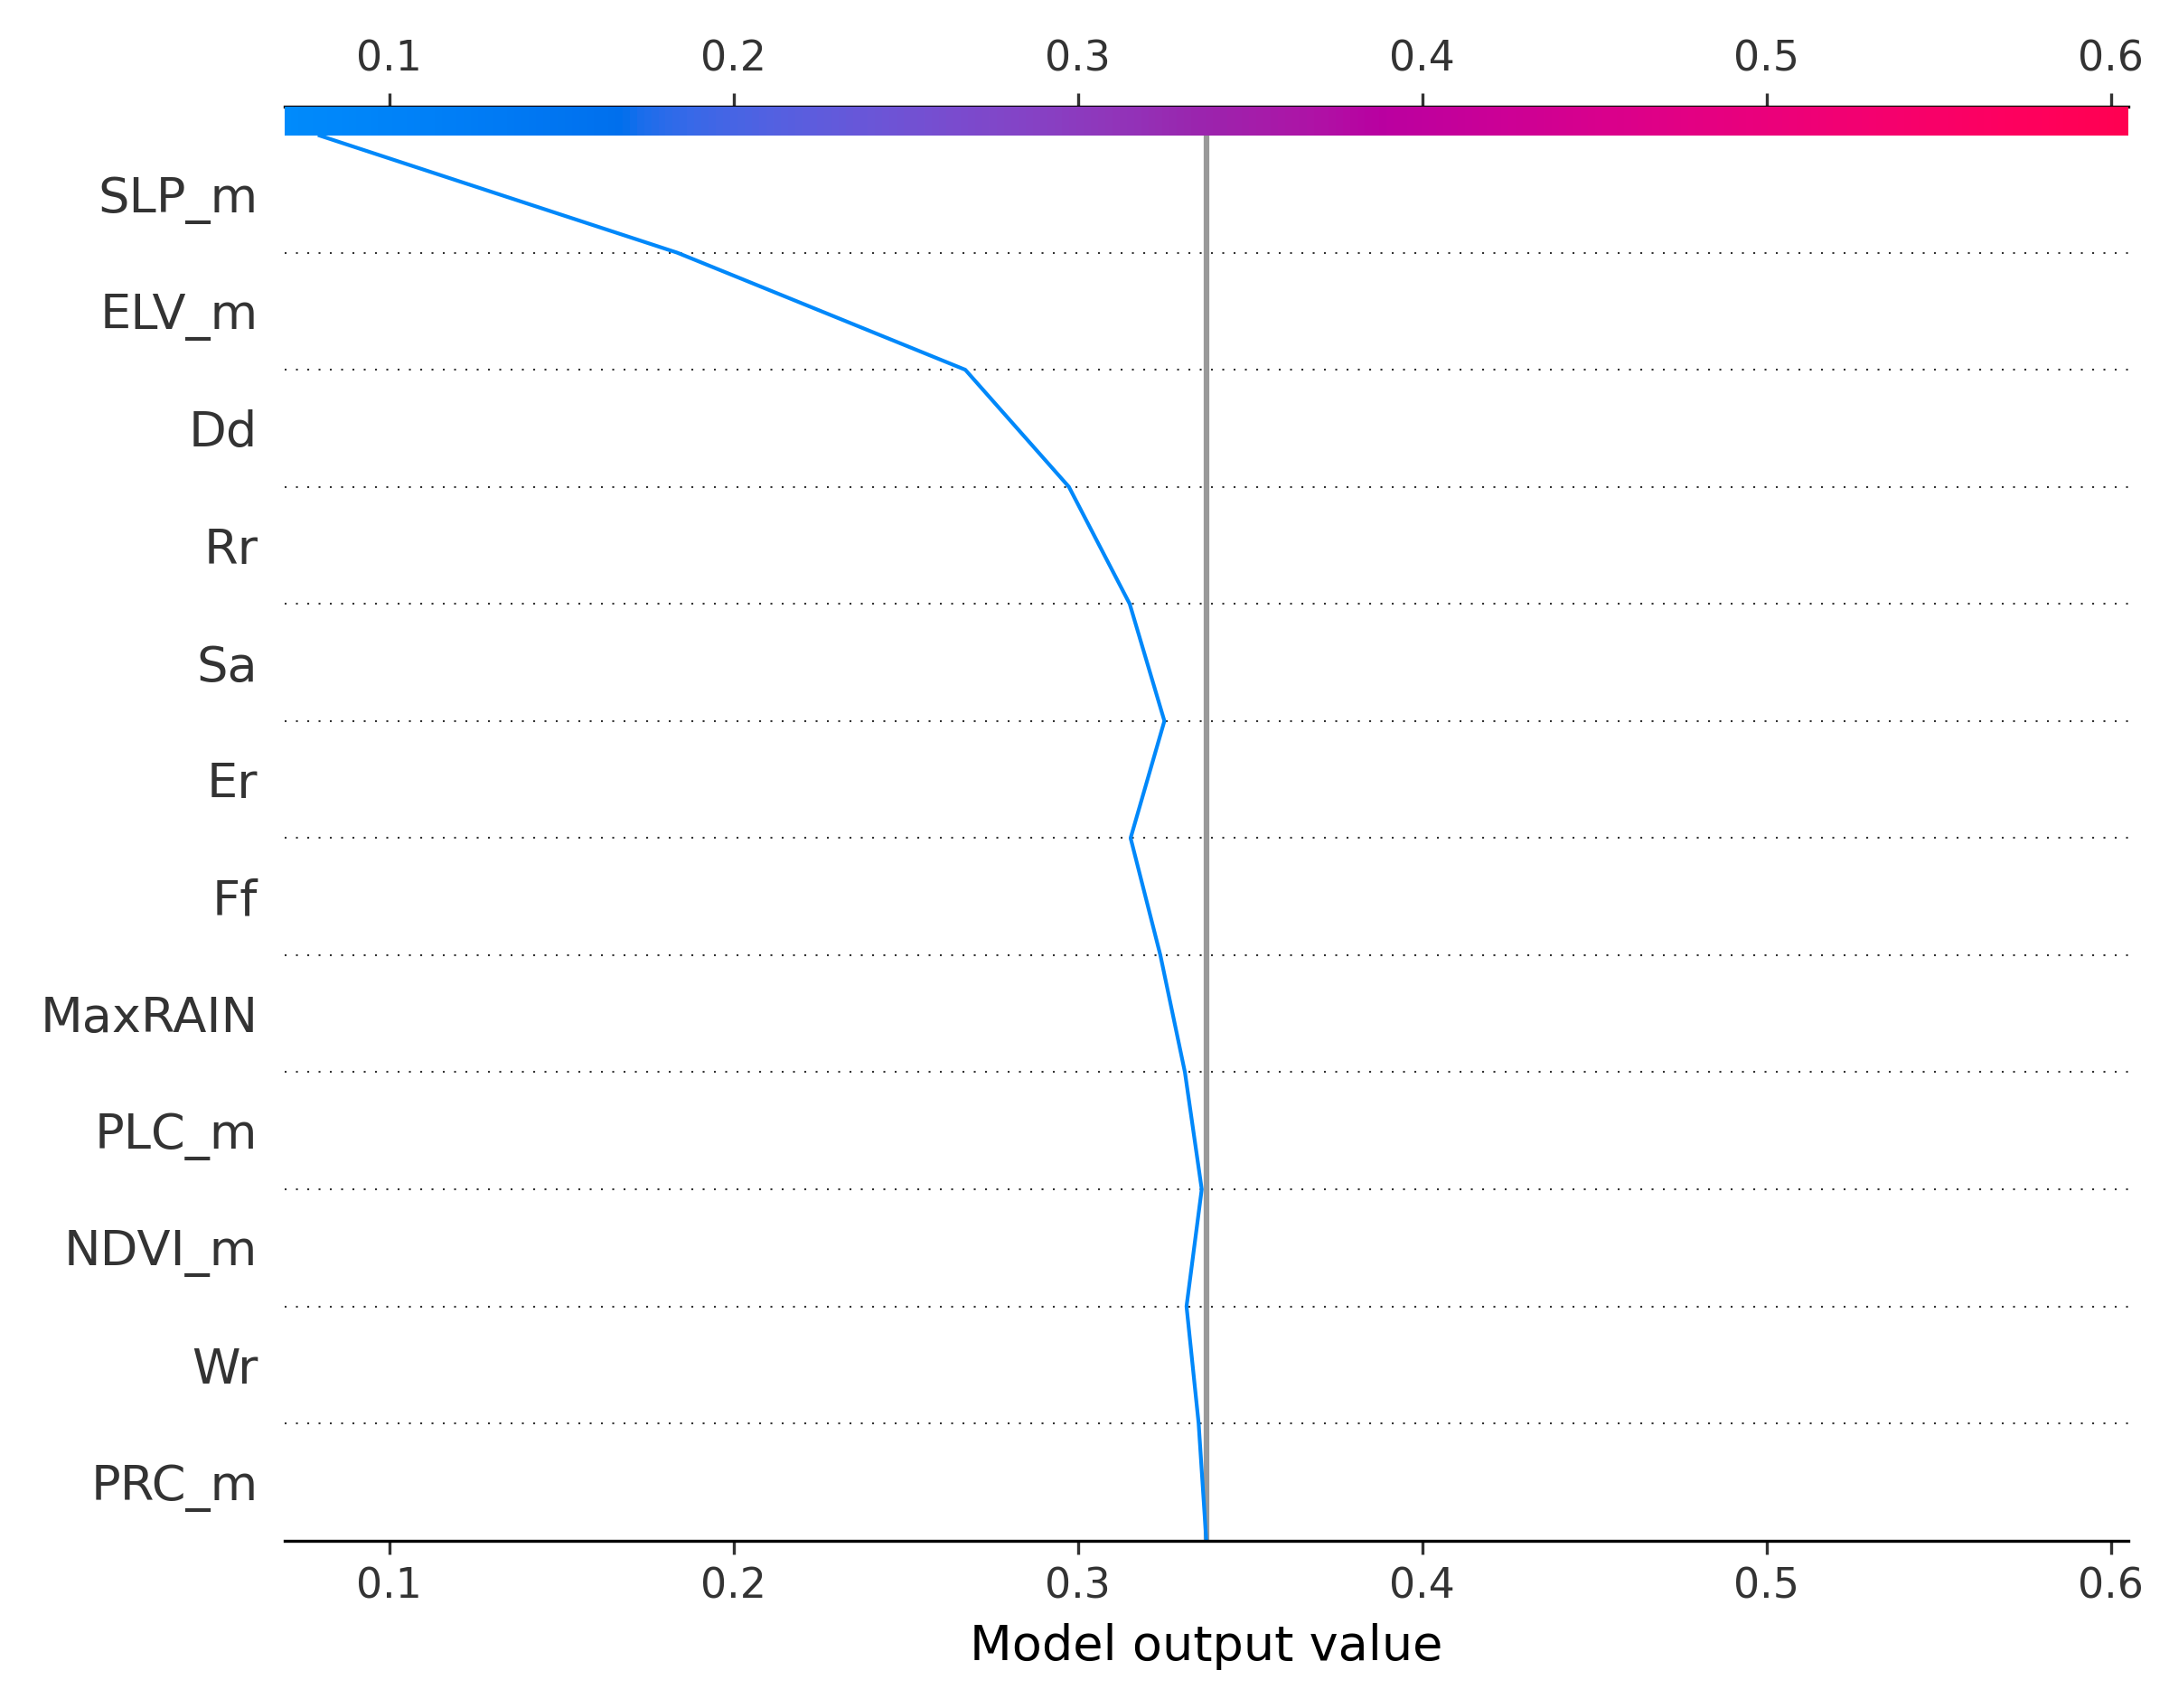 0.1 0.2 0.3 0.4 0.5 0.6
SLP_m
ELV_m
Dd
Rr
Sa
Er
Ff
MaxRAIN
PLC_m
NDVI_m
Wr
PRC_m
0.1 0.2 0.3 0.4 0.5 0.6
Model output value